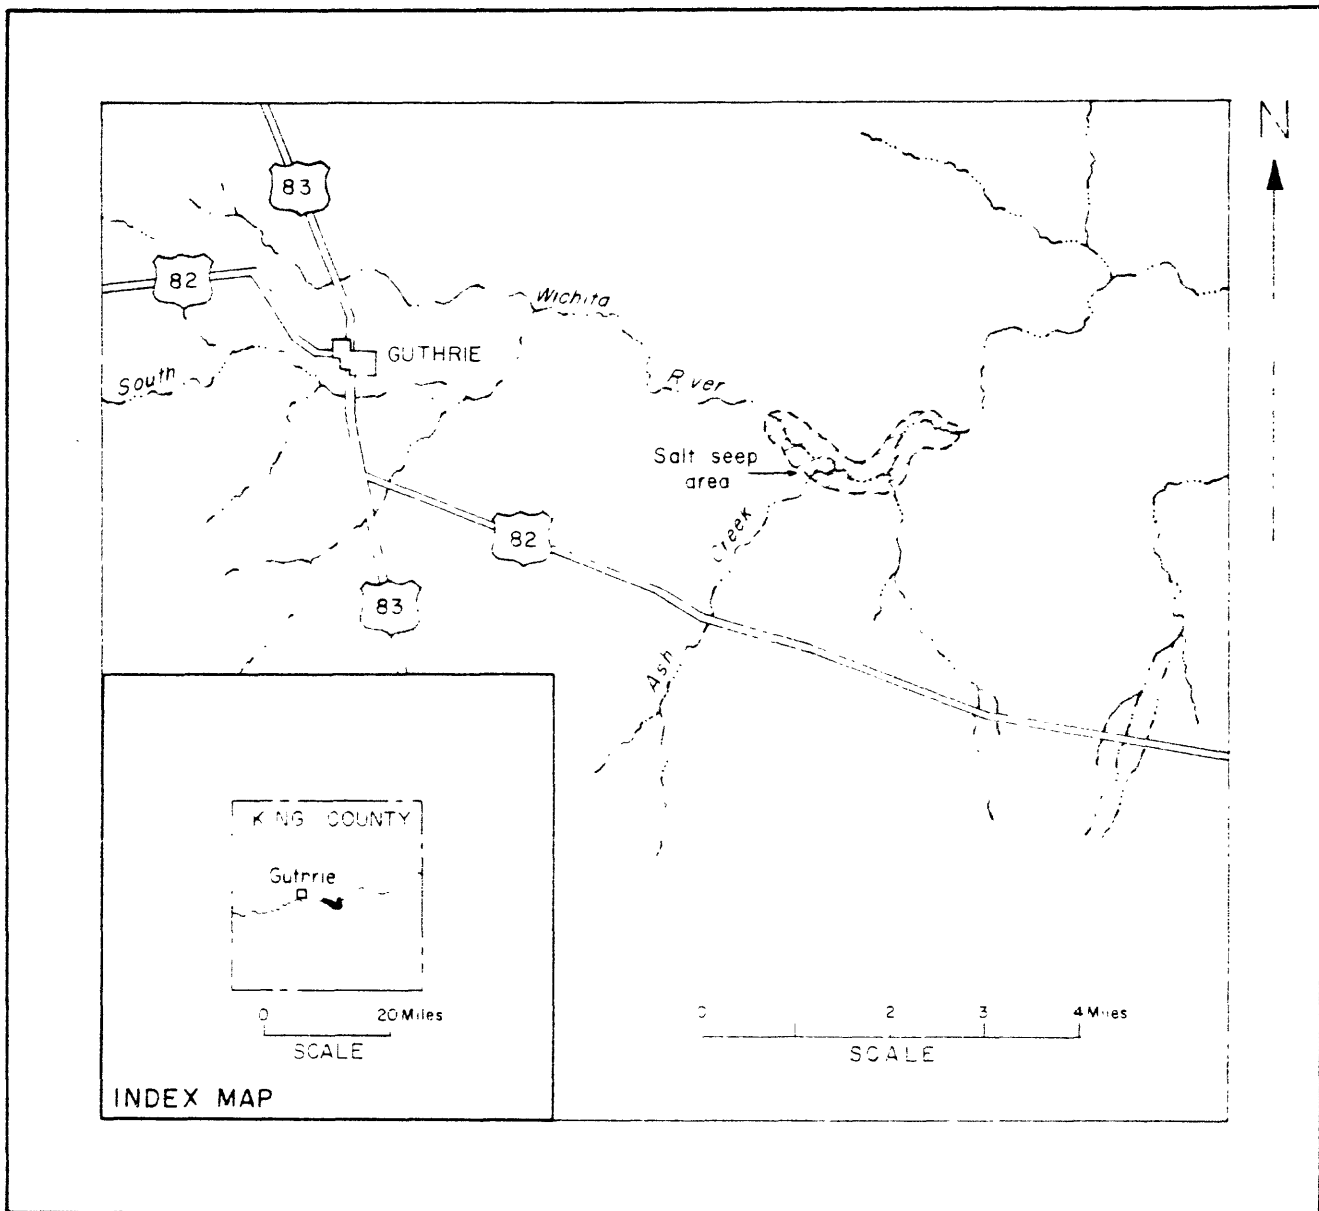 N
83
82
Wichita
GUTHRIE
South
River
Salt seep
area
Creek
82
83
Ash
KING COUNTY
Guthrie
0 20 Miles
SCALE
0 2 3 4 Miles
SCALE
INDEX MAP